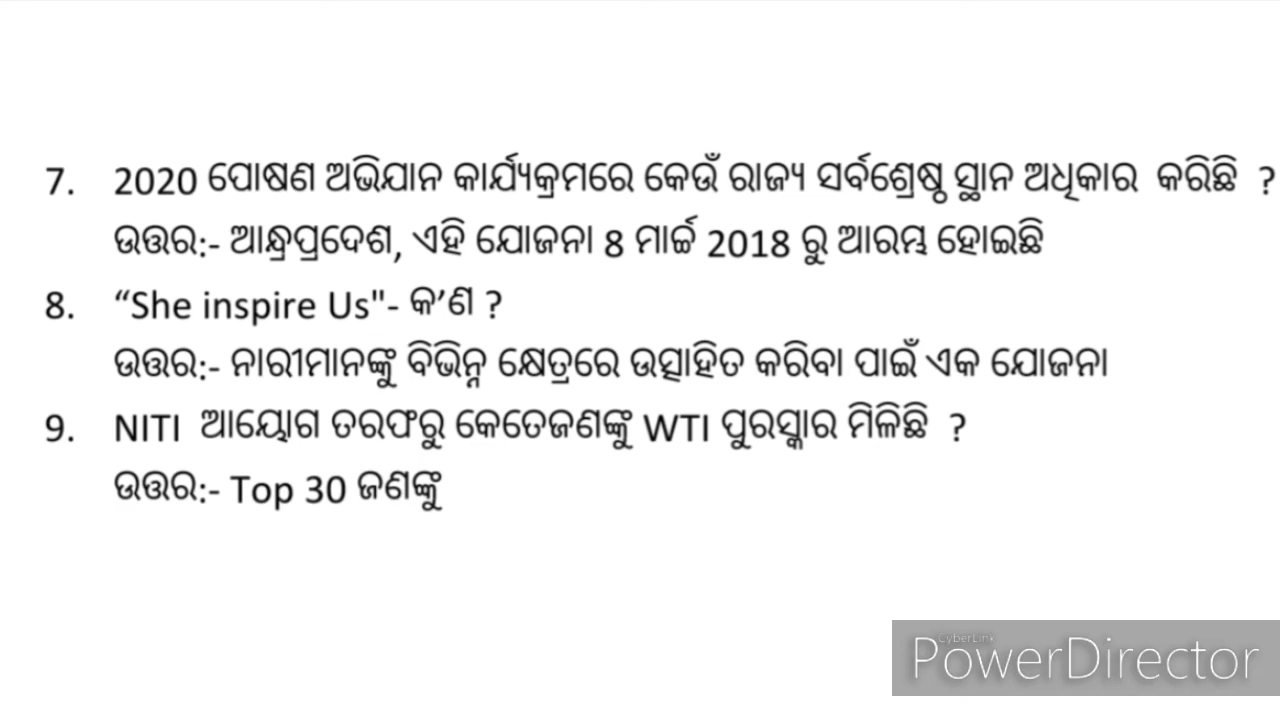 7. 2020 ପୋଷଣ ଅଭିଯାନ କାର୍ଯ୍ୟକ୍ରମରେ କେଉଁ ରାଜ୍ୟ ସର୍ବଶ୍ରେଷ୍ଠ ସ୍ଥାନ ଅଧିକାର କରିଛି ?
ଉତ୍ତର:- ଆନ୍ଧ୍ରପ୍ରଦେଶ, ଏହି ଯୋଜନା 8 ମାର୍ଚ୍ଚ 2018 ରୁ ଆରମ୍ଭ ହୋଇଛି
8. “She inspire Us"- କ’ଣ ?
ଉତ୍ତର:- ନାରୀମାନଙ୍କୁ ବିଭିନ୍ନ କ୍ଷେତ୍ରରେ ଉତ୍ସାହିତ କରିବା ପାଇଁ ଏକ ଯୋଜନା
9. NITI ଆୟୋଗ ତରଫରୁ କେତେଜଣଙ୍କୁ WTI ପୁରସ୍କାର ମିଳିଛି ?
ଉତ୍ତର:- Top 30 ଜଣଙ୍କୁ
CyberLink
PowerDirector